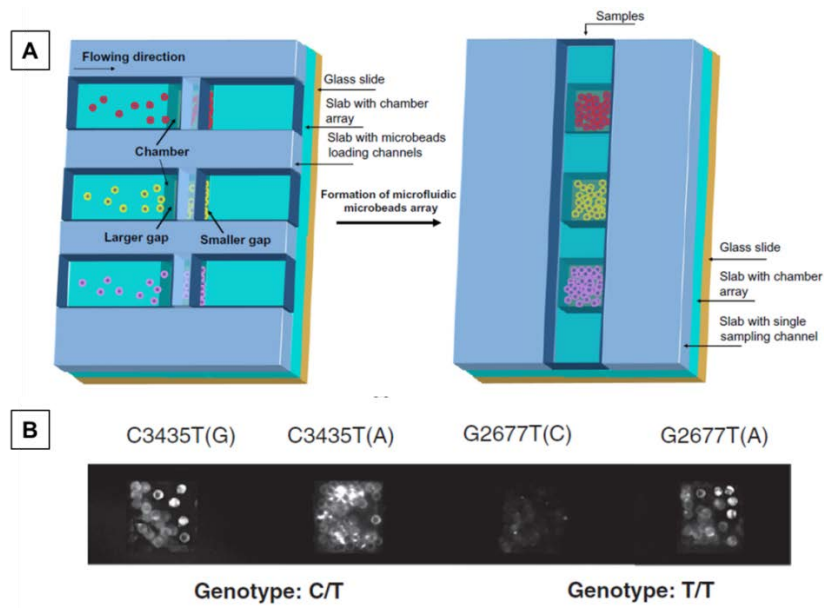 A
Flowing direction
Samples
Glass slide
Slab with chamber
array
Slab with microbeads
loading channels
Chamber
Larger gap
Smaller gap
Formation of microfluidic
microbeads array
Glass slide
Slab with chamber
array
Slab with single
sampling channel
B
C3435T(G) C3435T(A) G2677T(C) G2677T(A)
Genotype: C/T Genotype: T/T